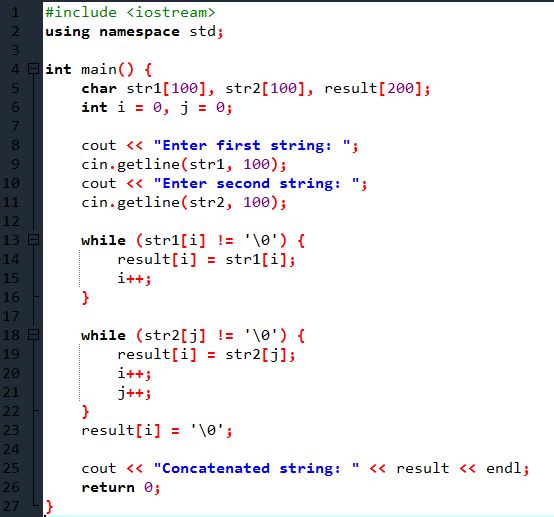 1 #include <iostream>
2 using namespace std;
3
4 int main() {
5     char str1[100], str2[100], result[200];
6     int i = 0, j = 0;
7
8     cout << "Enter first string: ";
9     cin.getline(str1, 100);
10     cout << "Enter second string: ";
11     cin.getline(str2, 100);
12
13     while (str1[i] != '\0') {
14         result[i] = str1[i];
15         i++;
16     }
17
18     while (str2[j] != '\0') {
19         result[i] = str2[j];
20         i++;
21         j++;
22     }
23     result[i] = '\0';
24
25     cout << "Concatenated string: " << result << endl;
26     return 0;
27 }